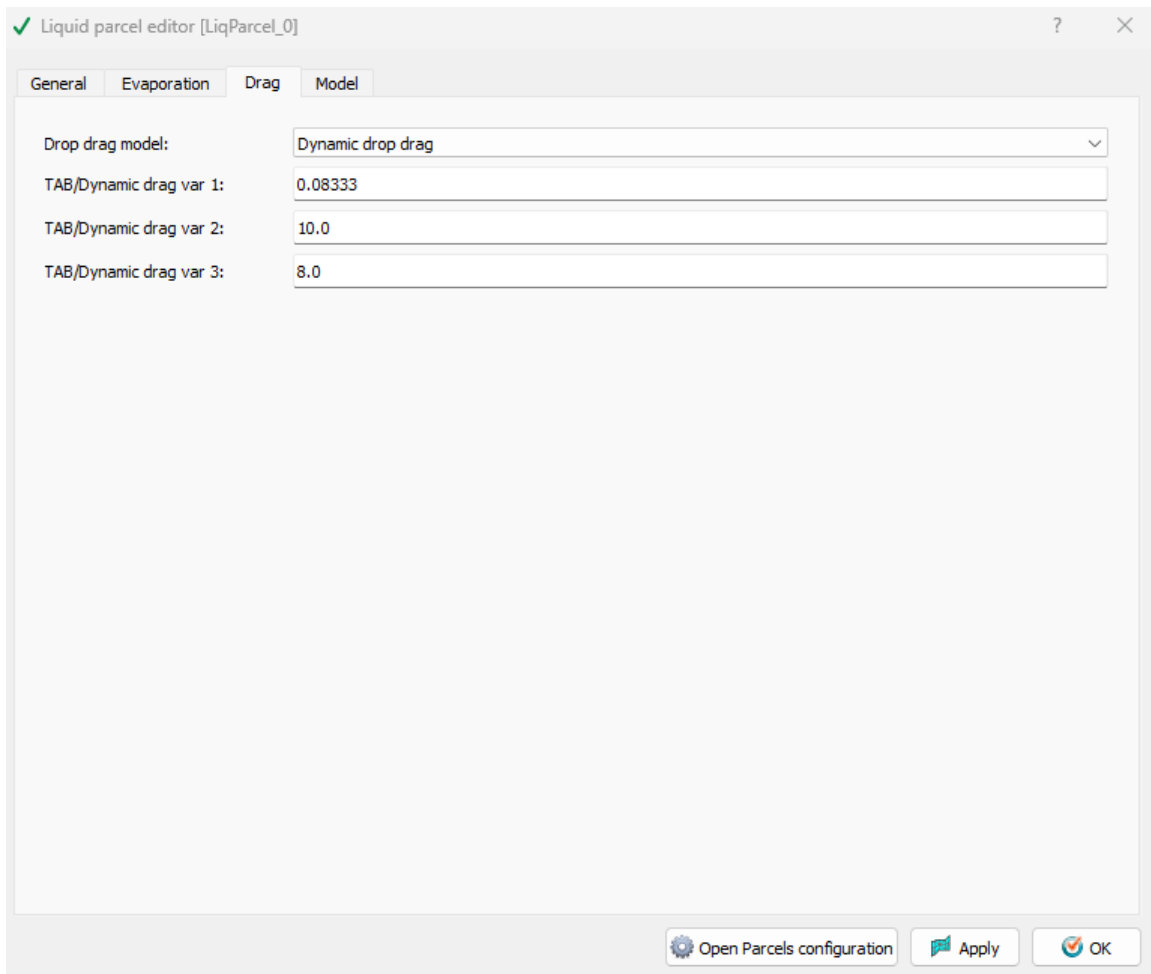 Liquid parcel editor [LiqParcel_0] ?
General Evaporation Drag Model
Drop drag model: Dynamic drop drag
TAB/Dynamic drag var 1: 0.08333
TAB/Dynamic drag var 2: 10.0
TAB/Dynamic drag var 3: 8.0
Open Parcels configuration Apply OK